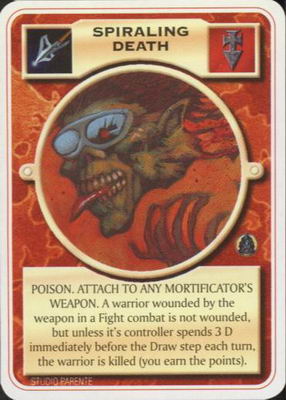 SPIRALING
DEATH
POISON. ATTACH TO ANY MORTIFICATOR'S
WEAPON. A warrior wounded by the
weapon in a Fight combat is not wounded,
but unless it's controller spends 3 D
immediately before the Draw step each turn,
the warrior is killed (you earn the points).
STUDIO PARENTE